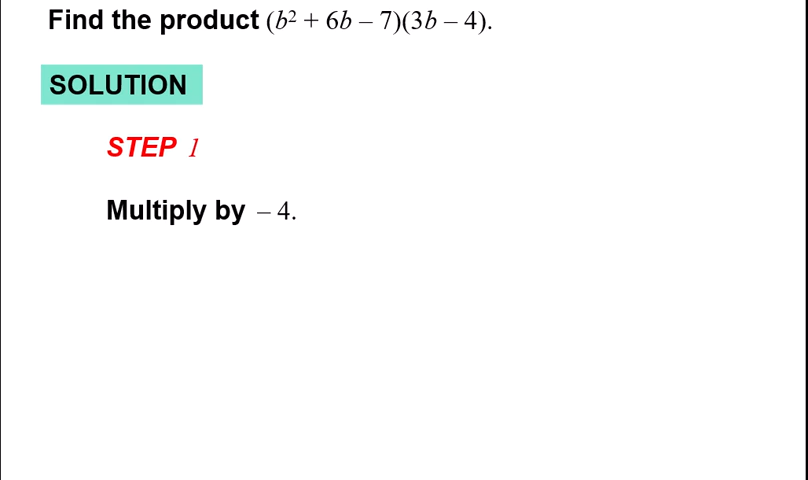 Find the product (b² + 6b – 7)(3b – 4).
SOLUTION
STEP 1
Multiply by – 4.